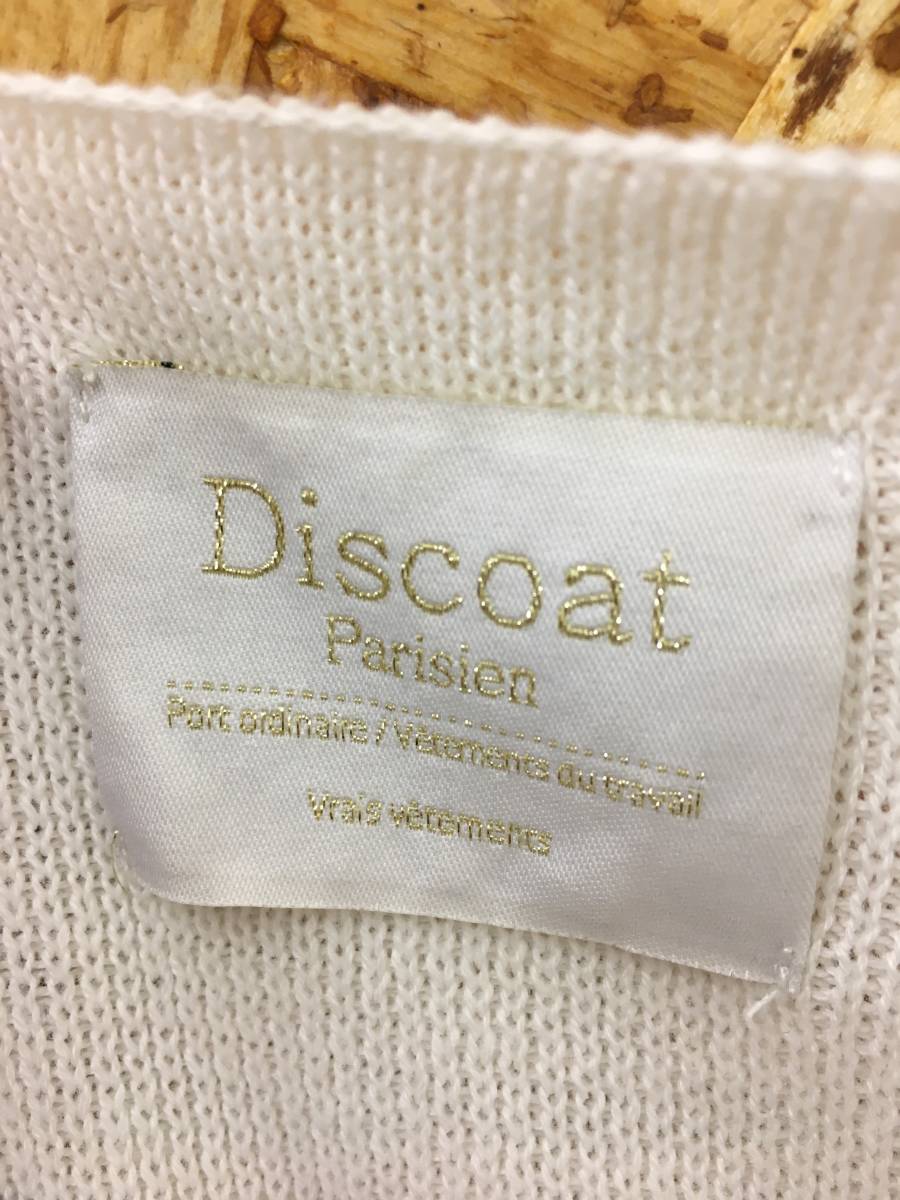 Discoat
Parisien
Port ordinaire / Vêtements du travail
vrais vêtements